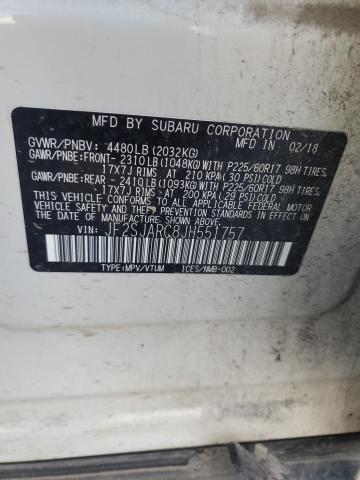 MFD BY SUBARU CORPORATION MFD IN 02/18
GVWR/PNBV: 4480LB(2032KG)
GAWR/PNBE:FRONT- 2310LB(1048KG)WITH P225/60R17 98H TIRES,
17X7J RIMS AT 210 KPA(30 PSI)COLD
GAWR/PNBE:REAR - 2410LB(1093KG)WITH P225/60R17 98H TIRES,
17X7J RIMS AT 200 KPA(29 PSI)COLD
THIS VEHICLE CONFORMS TO ALL APPLICABLE FEDERAL MOTOR
VEHICLE SAFETY, BUMPER, AND THEFT PREVENTION STANDARDS IN EFFECT
ON THE DATE OF MANUFACTURE SHOWN ABOVE.
VIN: JF2SJARC8JH551757
TYPE:MPV/VTUM ICES/NMB-002